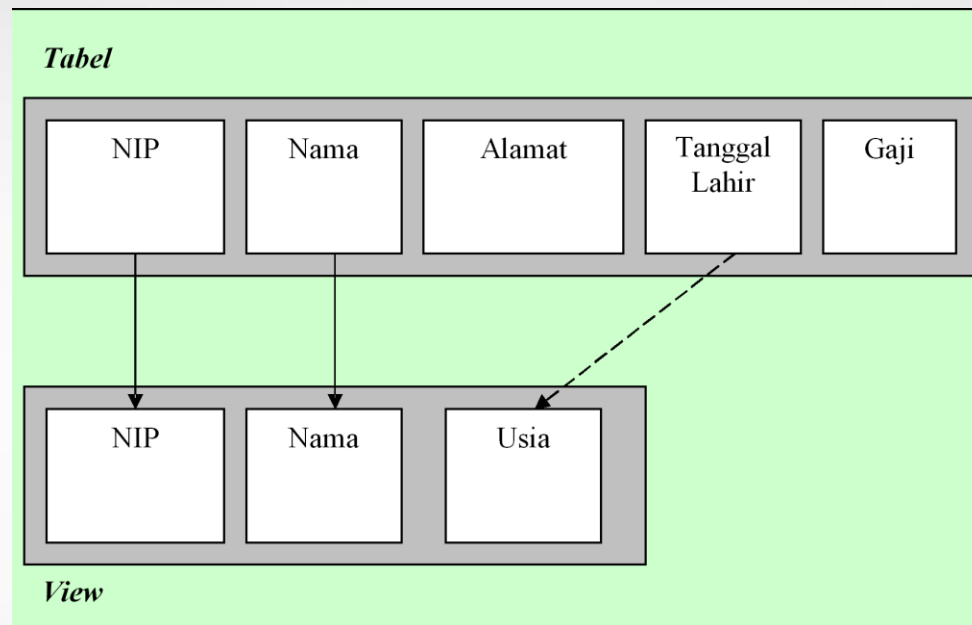 Tabel
NIP
Nama
Alamat
Tanggal
Lahir
Gaji
NIP
Nama
Usia
View